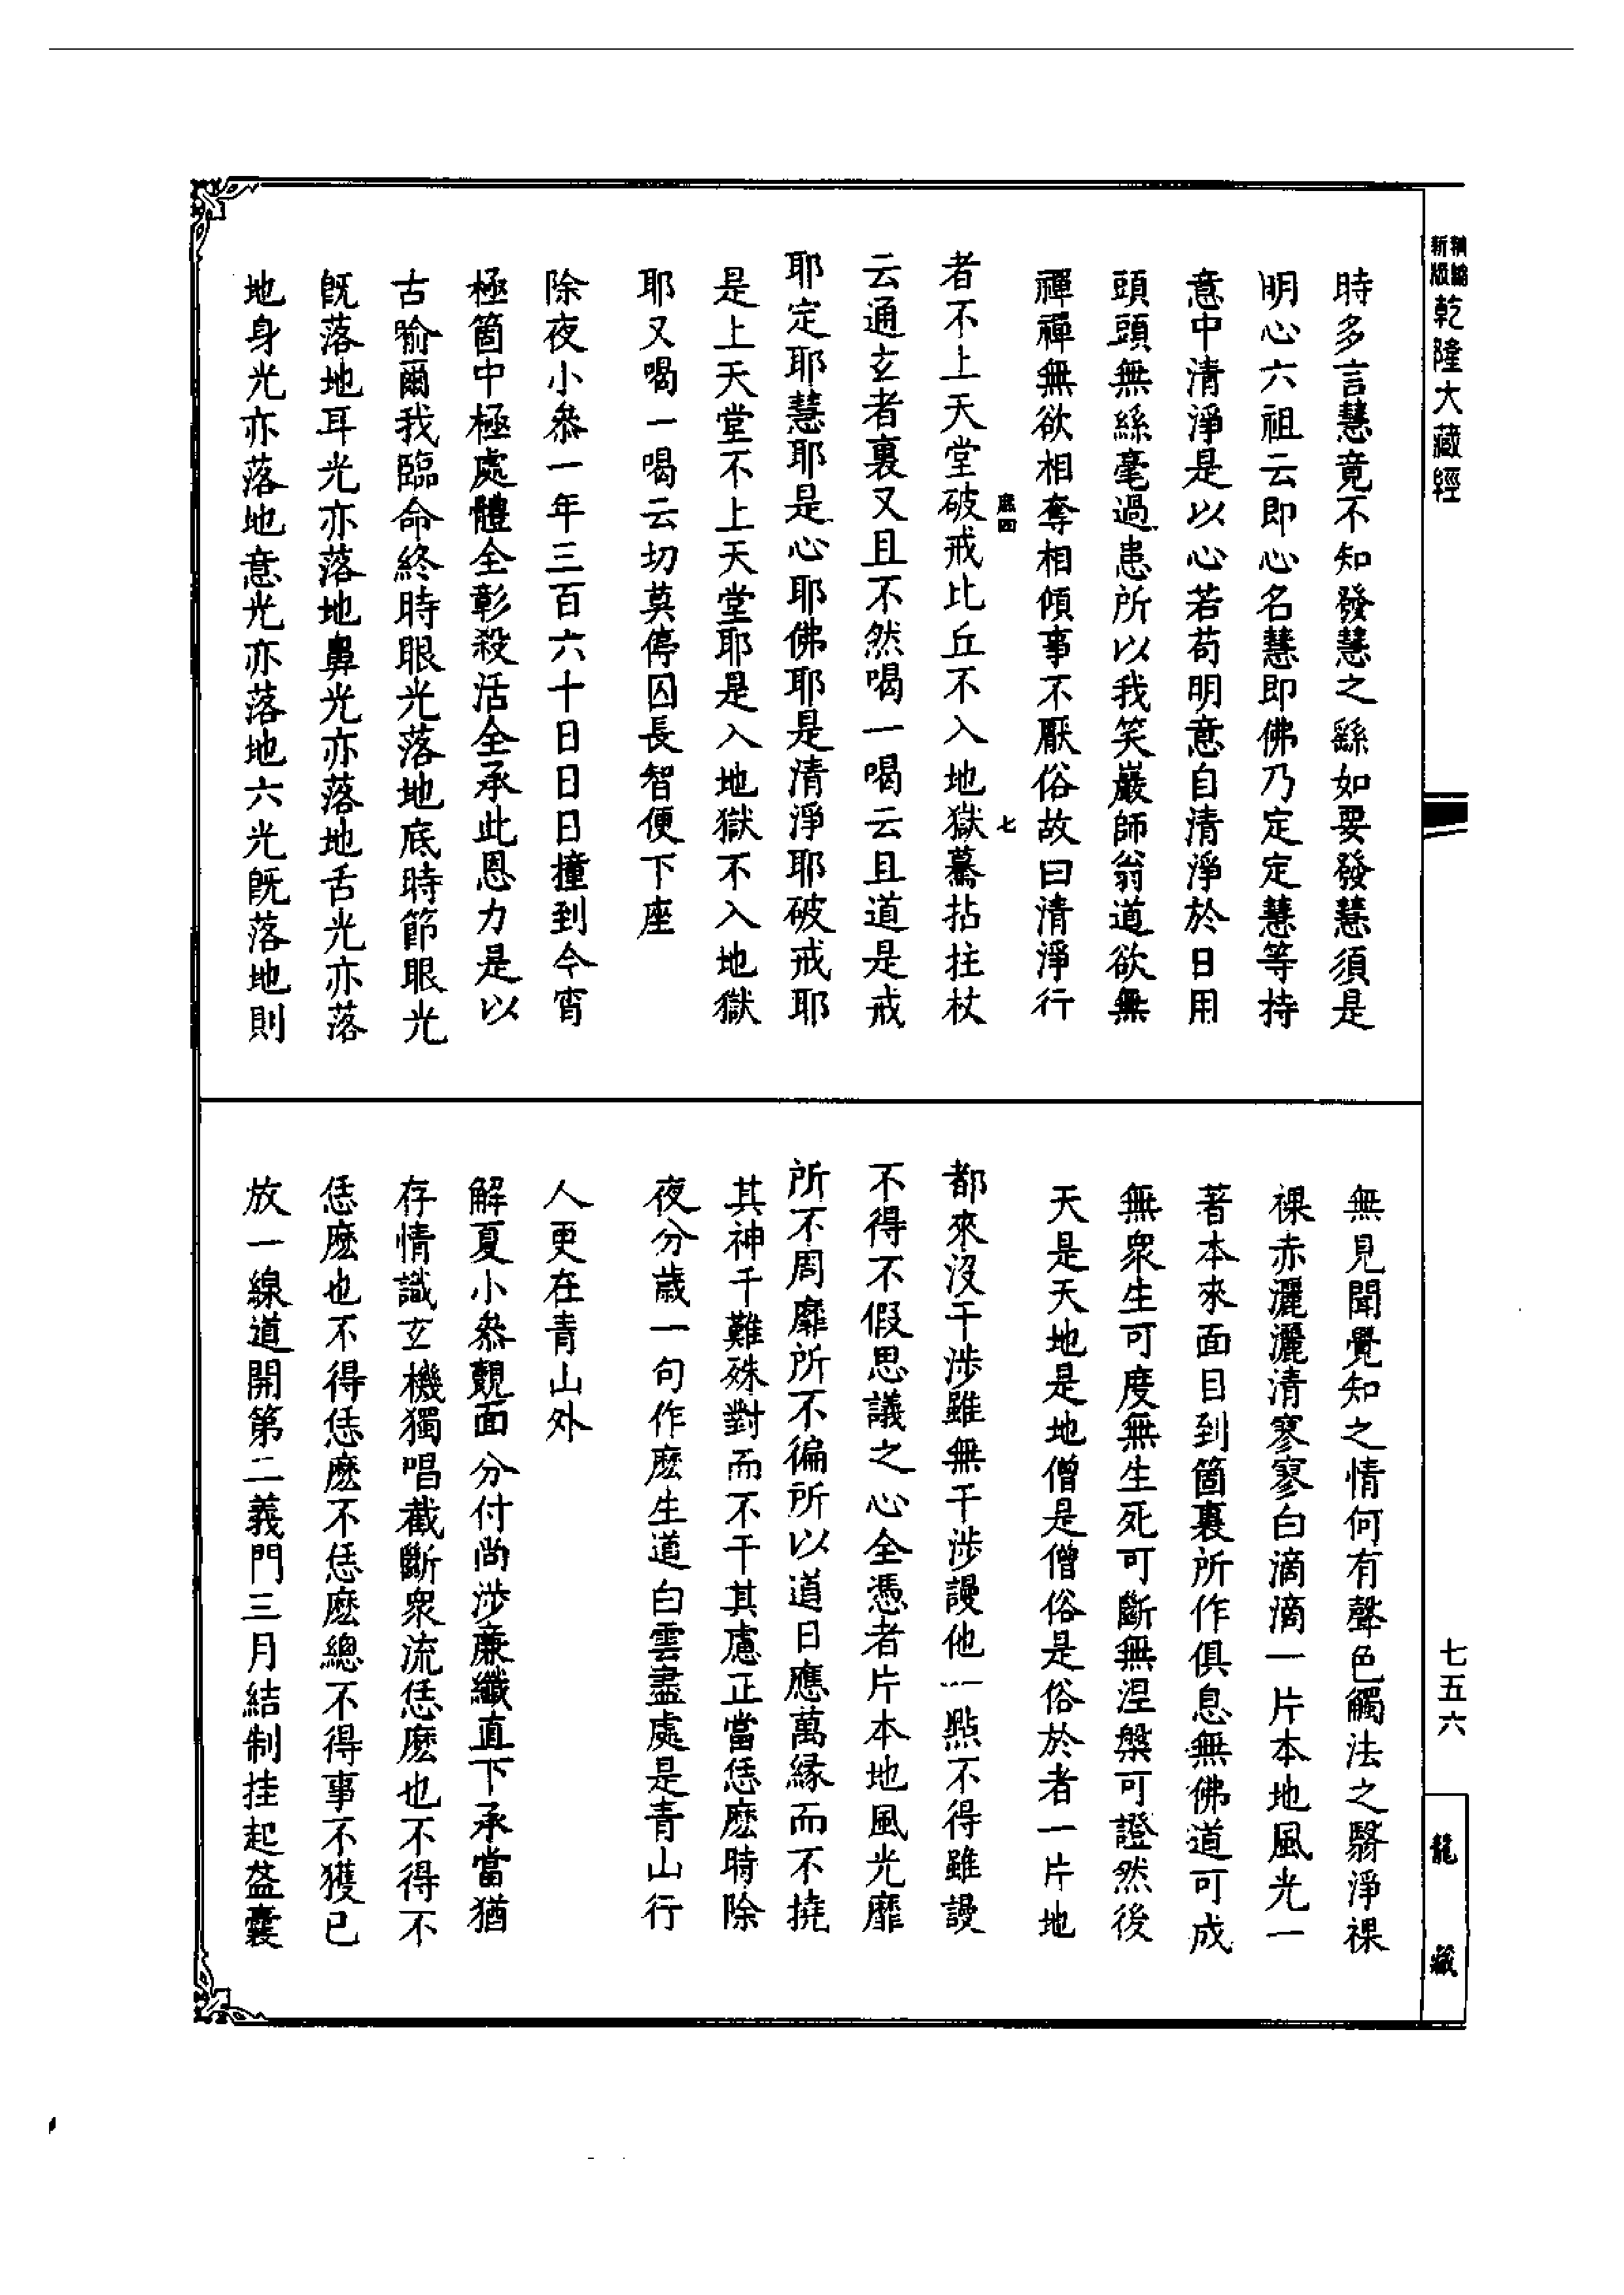 精編新版乾隆大藏經
時多言慧竟不知發慧之繇如要發慧須是
明心六祖云即心名慧即佛乃定定慧等持
意中清淨是以心若苟明意自清淨於日用
頭頭無絲毫過患所以我笑巖師翁道欲無
禪禪無欲相奪相傾事不厭俗故曰清淨行
底四 七
者不上天堂破戒比丘不入地獄驀拈拄杖
云通玄者裏又且不然喝一喝云且道是戒
耶定耶慧耶是心耶佛耶是清淨耶破戒耶
是上天堂不上天堂耶是入地獄不入地獄
耶又喝一喝云切莫停囚長智便下座
除夜小叅一年三百六十日日日撞到今宵
極箇中極處體全彰殺活全承此恩力是以
古喻爾我臨命終時眼光落地底時節眼光
旣落地耳光亦落地鼻光亦落地舌光亦落
地身光亦落地意光亦落地六光旣落地則
無見聞覺知之情何有聲色觸法之翳淨裸
裸赤灑灑清寥寥白滴滴一片本地風光一
著本來面目到箇裏所作俱息無佛道可成
無衆生可度無生死可斷無涅槃可證然後
天是天地是地僧是僧俗是俗於者一片地
都來沒干涉雖無干涉謾他一點不得雖謾
不得不假思議之心全憑者片本地風光靡
所不周靡所不徧所以道日應萬緣而不撓
其神千難殊對而不干其慮正當恁麽時除
夜分歲一句作麽生道白雲盡處是青山行
人更在青山外
解夏小叅覿面分付尚涉廉纖直下承當猶
存情識玄機獨唱截斷衆流恁麽也不得不
恁麽也不得恁麽不恁麽總不得事不獲已
放一線道開第二義門三月結制挂起盋囊
七五六
龍藏